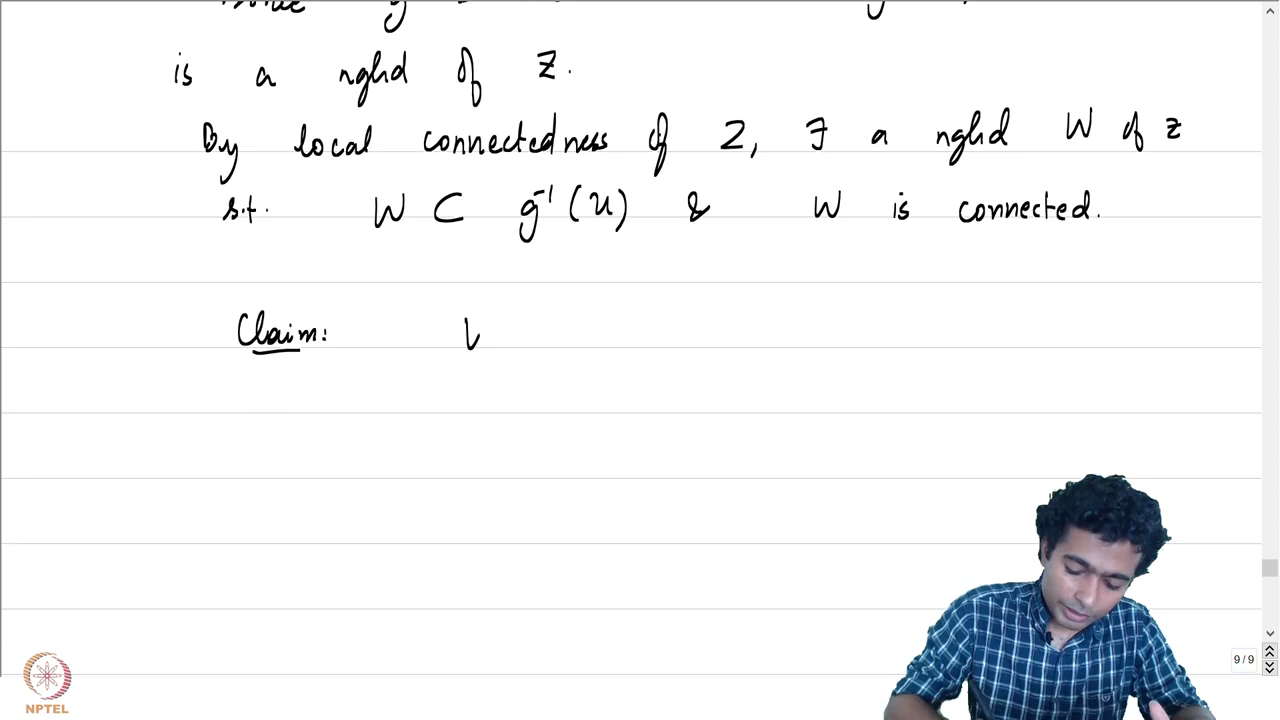 is a nghd of z.
By local connectedness of Z, ∃ a nghd W of z
s.t. W ⊂ g⁻¹(U) & W is connected.
Claim:
9 / 9
NPTEL